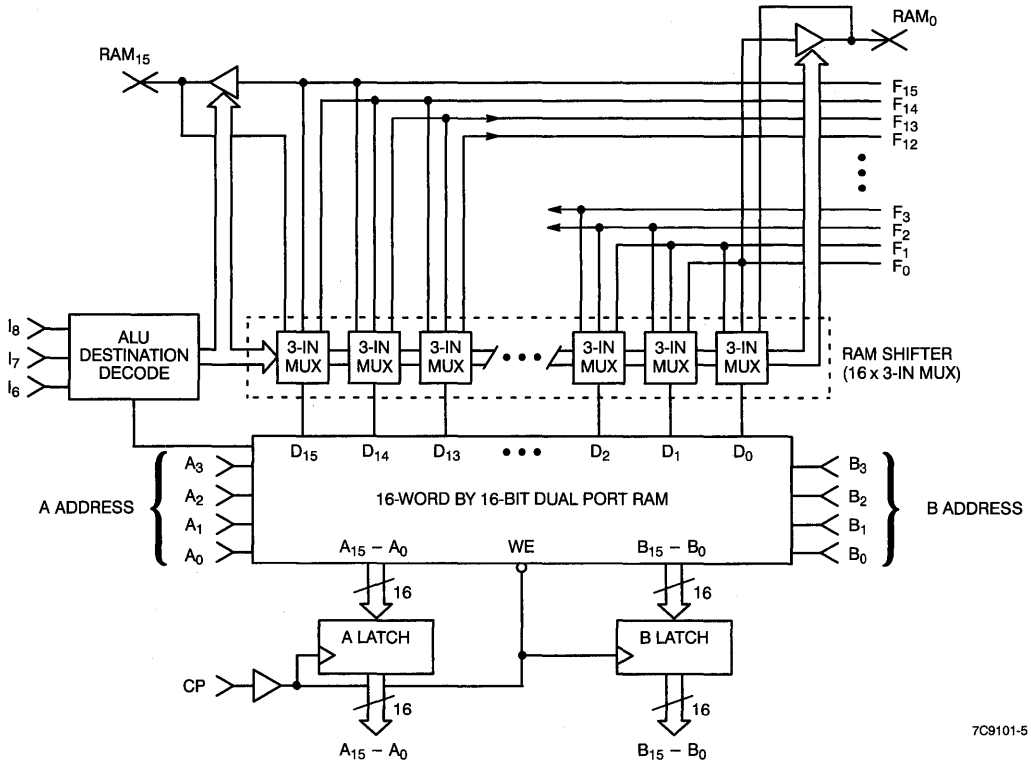 RAM₀
RAM₁₅
F₁₅
F₁₄
F₁₃
F₁₂
F₃
F₂
F₁
F₀
I₈
I₇
I₆
ALU
DESTINATION
DECODE
3-IN
MUX
3-IN
MUX
3-IN
MUX
3-IN
MUX
3-IN
MUX
3-IN
MUX
RAM SHIFTER
(16 x 3-IN MUX)
D₁₅
D₁₄
D₁₃
D₂
D₁
D₀
A ADDRESS
A₃
A₂
A₁
A₀
16-WORD BY 16-BIT DUAL PORT RAM
B₃
B₂
B₁
B₀
B ADDRESS
A₁₅ – A₀
WE
B₁₅ – B₀
16
16
A LATCH
B LATCH
CP
16
16
A₁₅ – A₀
B₁₅ – B₀
7C9101-5